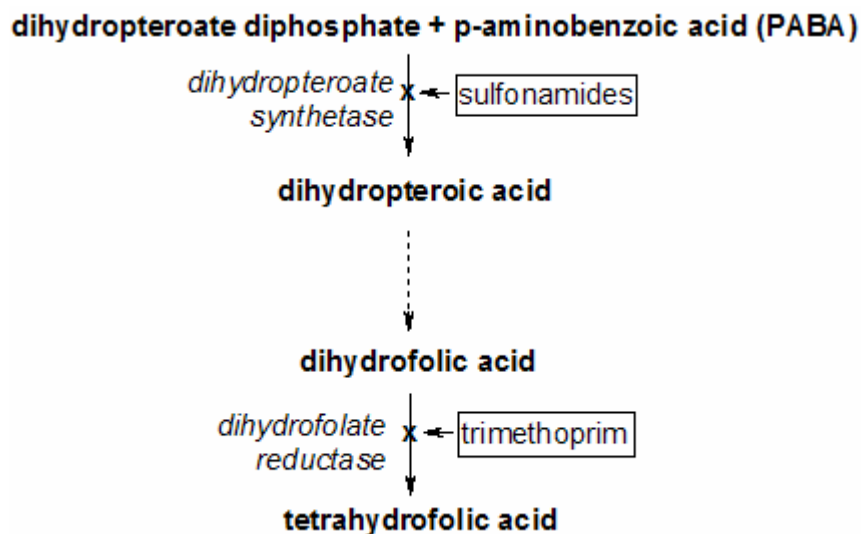 dihydropteroate diphosphate + p-aminobenzoic acid (PABA)
dihydropteroate
synthetase
x
sulfonamides
dihydropteroic acid
dihydrofolic acid
dihydrofolate
reductase
x
trimethoprim
tetrahydrofolic acid